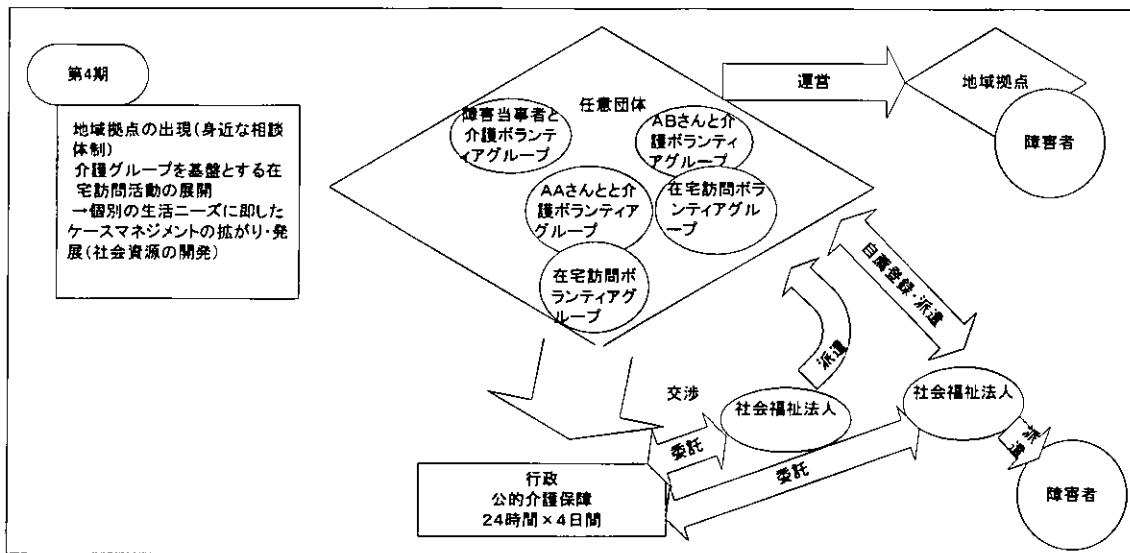 第4期
地域拠点の出現(身近な相談
体制)
介護グループを基盤とする在
宅訪問活動の展開
→個別の生活ニーズに即した
ケースマネジメントの拡がり・発
展(社会資源の開発)
任意団体
障害当事者と
介護ボラン
ティアグループ
ABさんと介
護ボランティ
アグループ
AAさんとと介
護ボランティア
グループ
在宅訪問ボラ
ンティアグル
ープ
在宅訪問ボ
ランティアグ
ループ
運営
地域拠点
障害者
自薦登録・派遣
派遣
交渉
社会福祉法人
社会福祉法人
委託
委託
派遣
行政
公的介護保障
24時間×4日間
障害者